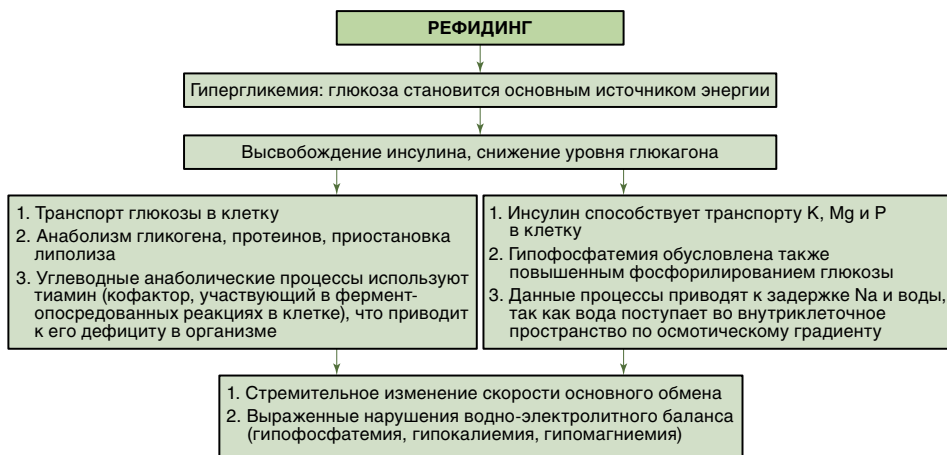 РЕФИДИНГ
Гипергликемия: глюкоза становится основным источником энергии
Высвобождение инсулина, снижение уровня глюкагона
1. Транспорт глюкозы в клетку
2. Анаболизм гликогена, протеинов, приостановка
липолиза
3. Углеводные анаболические процессы используют
тиамин (кофактор, участвующий в фермент-
опосредованных реакциях в клетке), что приводит
к его дефициту в организме
1. Инсулин способствует транспорту K, Mg и P
в клетку
2. Гипофосфатемия обусловлена также
повышенным фосфорилированием глюкозы
3. Данные процессы приводят к задержке Na и воды,
так как вода поступает во внутриклеточное
пространство по осмотическому градиенту
1. Стремительное изменение скорости основного обмена
2. Выраженные нарушения водно-электролитного баланса
(гипофосфатемия, гипокалиемия, гипомагниемия)